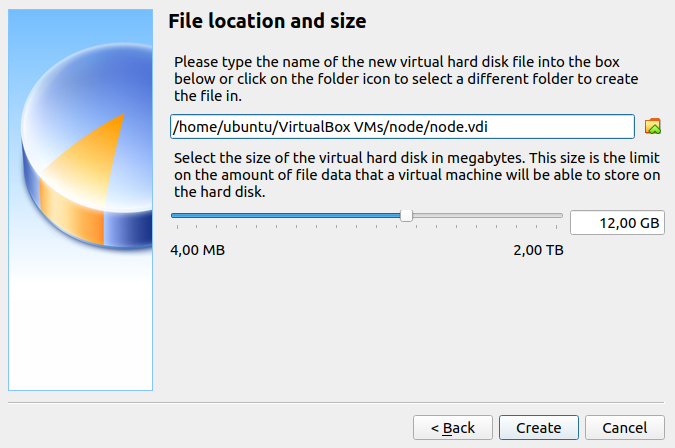 File location and size
Please type the name of the new virtual hard disk file into the box
below or click on the folder icon to select a different folder to create
the file in.
/home/ubuntu/VirtualBox VMs/node/node.vdi
Select the size of the virtual hard disk in megabytes. This size is the limit
on the amount of file data that a virtual machine will be able to store on
the hard disk.
12,00 GB
4,00 MB 2,00 TB
< Back Create Cancel